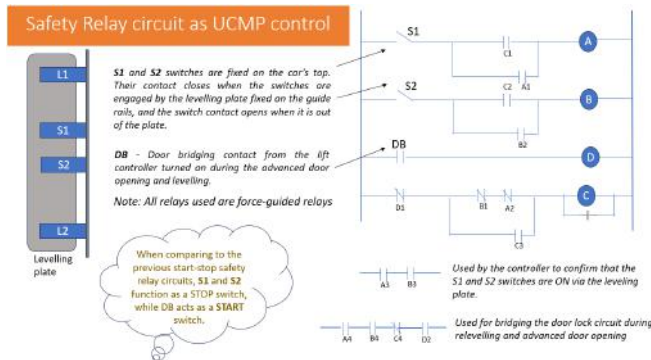 Safety Relay circuit as UCMP control
L1
S1
S2
L2
Levelling
plate
S1 and S2 switches are fixed on the car's top.
Their contact closes when the switches are
engaged by the levelling plate fixed on the guide
rails, and the switch contact opens when it is out
of the plate.
DB - Door bridging contact from the lift
controller turned on during the advanced door
opening and levelling.
Note: All relays used are force-guided relays
When comparing to the
previous start-stop safety
relay circuits, S1 and S2
function as a STOP switch,
while DB acts as a START
switch.
S1
C1
A1
A
S2
C2
B2
B
DB
D
D1
B1
A2
C3
C
A3
B3
Used by the controller to confirm that the
S1 and S2 switches are ON via the leveling
plate.
A4
B4
C4
D2
Used for bridging the door lock circuit during
relevelling and advanced door opening